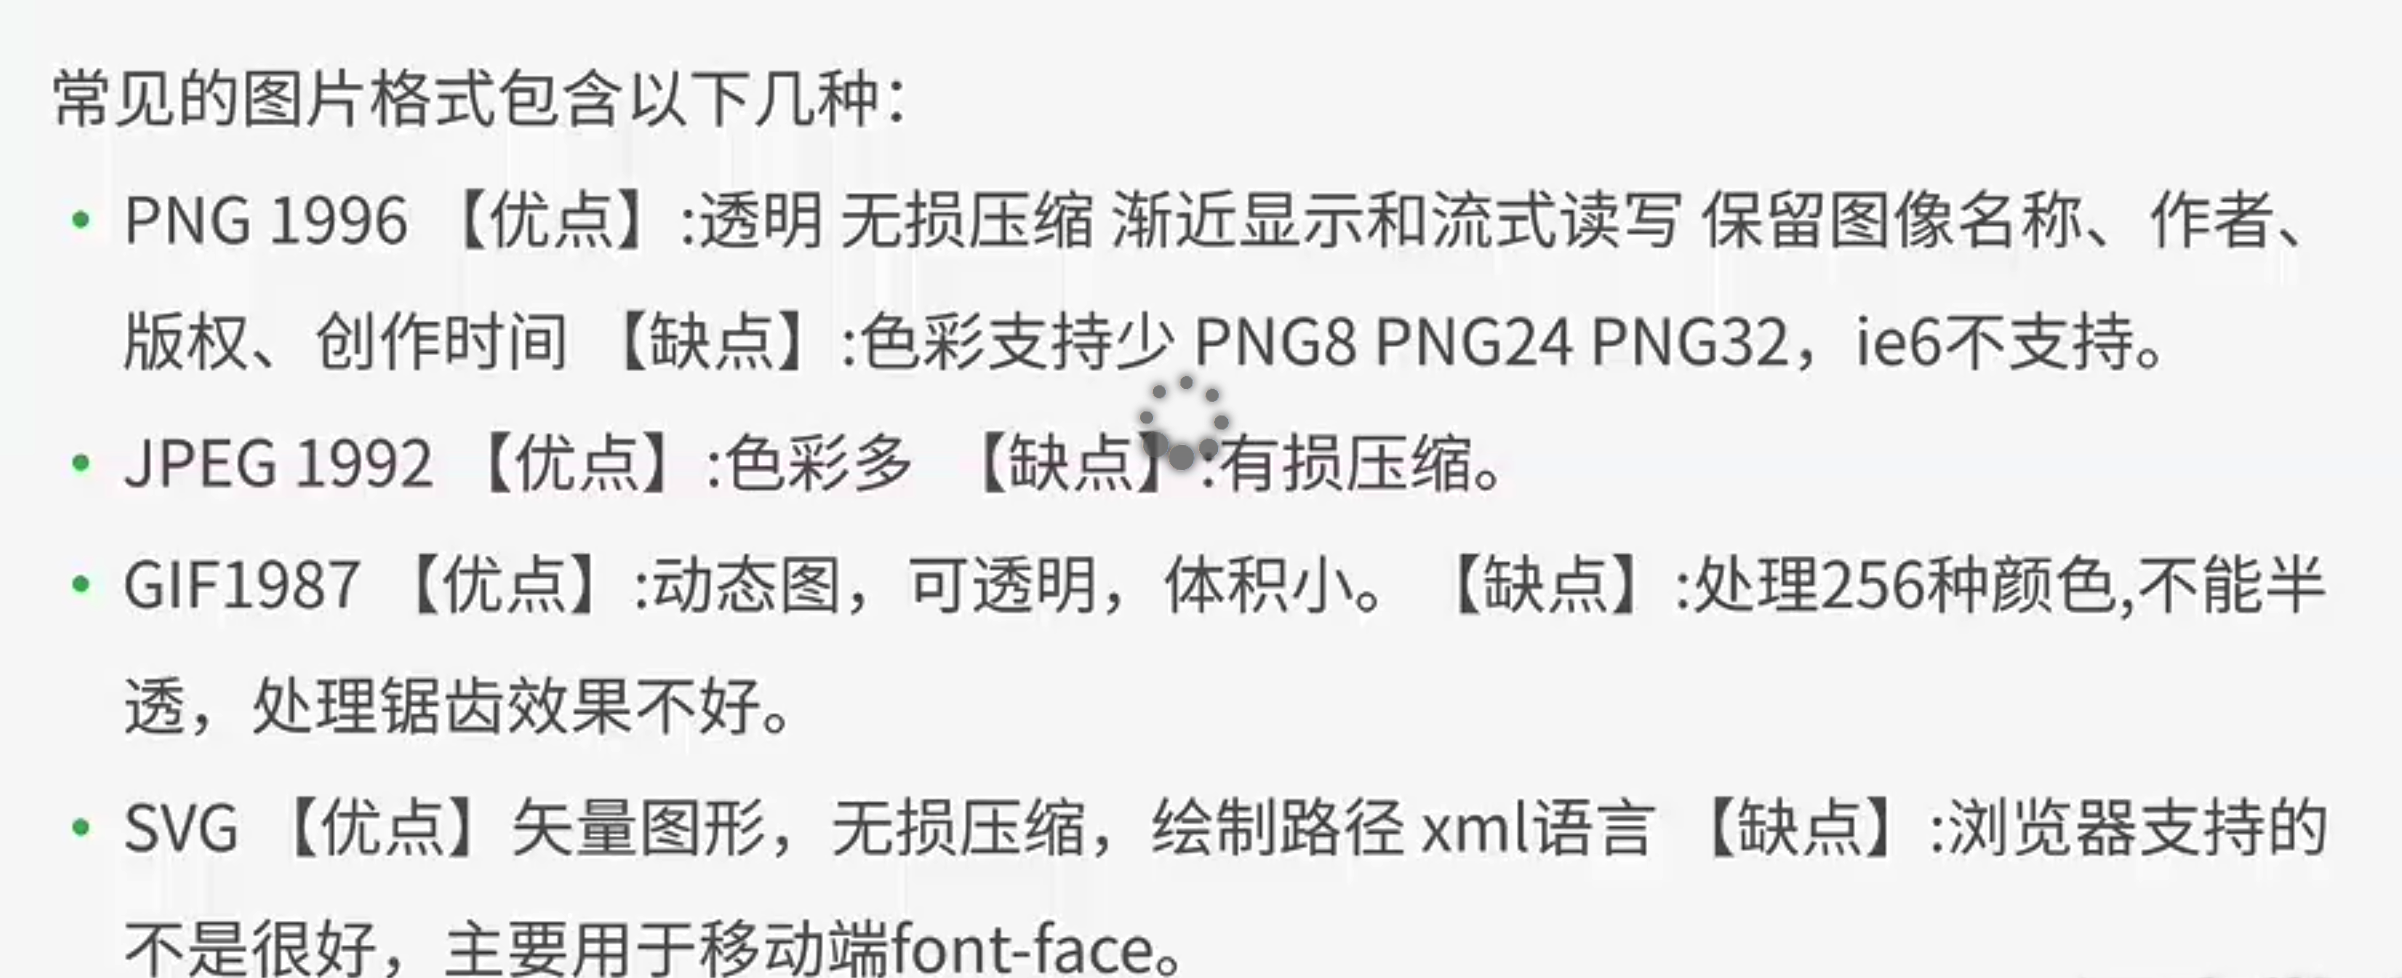 常见的图片格式包含以下几种：
• PNG 1996 【优点】:透明 无损压缩 渐近显示和流式读写 保留图像名称、作者、
版权、创作时间 【缺点】:色彩支持少 PNG8 PNG24 PNG32，ie6不支持。
• JPEG 1992 【优点】:色彩多 【缺点】:有损压缩。
• GIF1987 【优点】:动态图，可透明，体积小。 【缺点】:处理256种颜色,不能半
透，处理锯齿效果不好。
• SVG 【优点】矢量图形，无损压缩，绘制路径 xml语言 【缺点】:浏览器支持的
不是很好，主要用于移动端font-face。